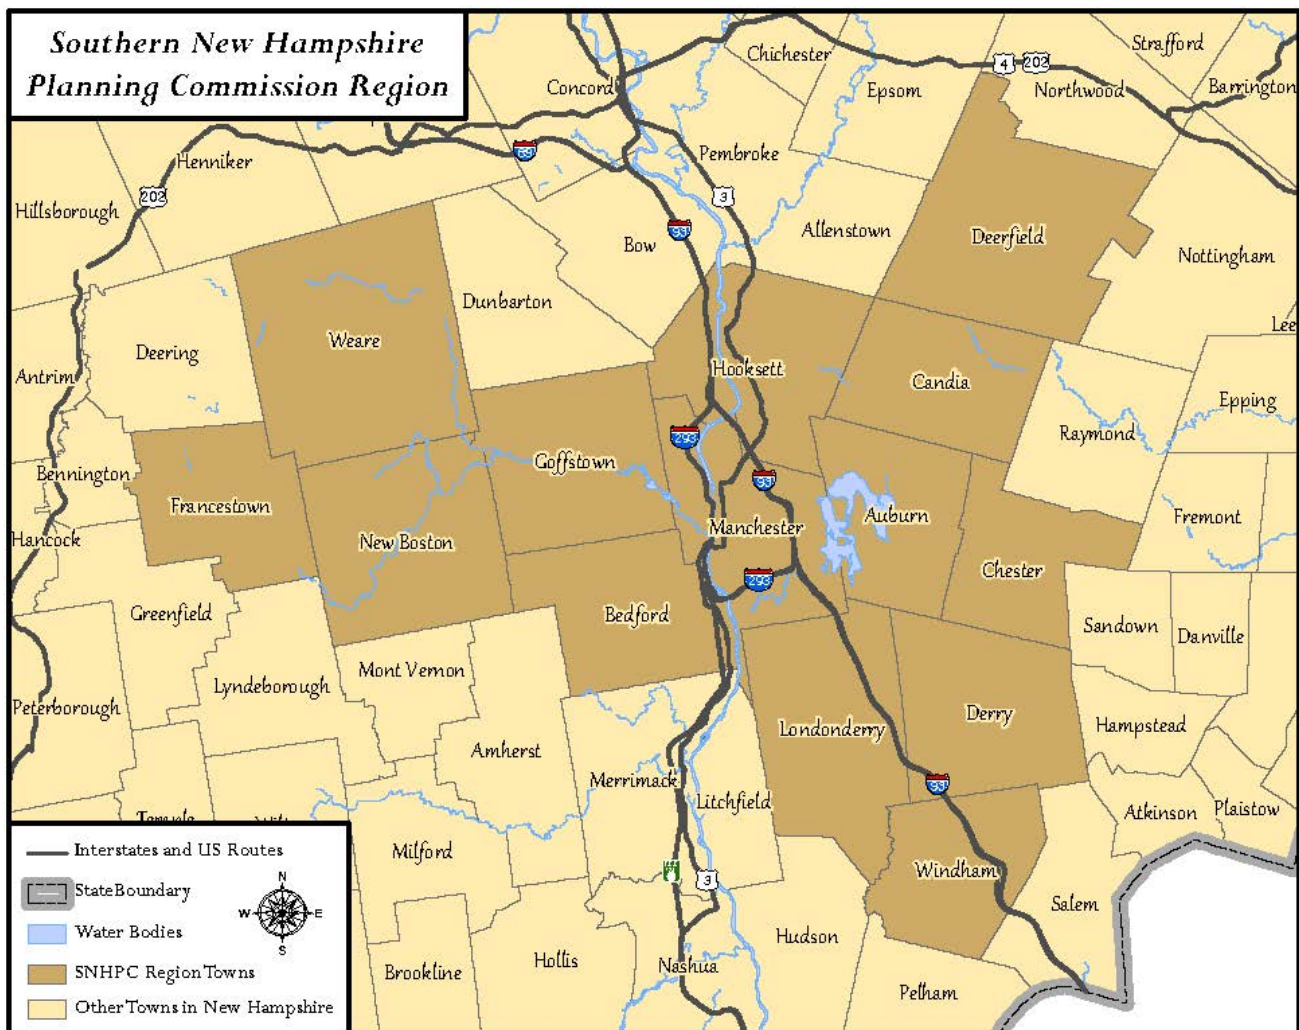 Southern New Hampshire
Planning Commission Region
Strafford
Chichester
4
202
Concord
Epsom
Northwood
Barrington
89
Pembroke
Henniker
202
3
Hillsborough
93
Allenstown
Deerfield
Bow
Nottingham
Dunbarton
Lee
Weare
Deering
Hooksett
Antrim
Candia
Epping
293
Raymond
Goffstown
Bennington
93
Francestown
Auburn
Fremont
Manchester
Hancock
New Boston
Chester
293
Greenfield
Bedford
Sandown
Danville
Mont Vernon
Lyndeborough
Peterborough
Derry
Londonderry
Hampstead
Amherst
Merrimack
93
Litchfield
Atkinson
Plaistow
Temple
Milford
Windham
3
Salem
Hudson
Hollis
Nashua
Brookline
Pelham
Interstates and US Routes
State Boundary
Water Bodies
SNHPC Region Towns
Other Towns in New Hampshire
N
W
E
S